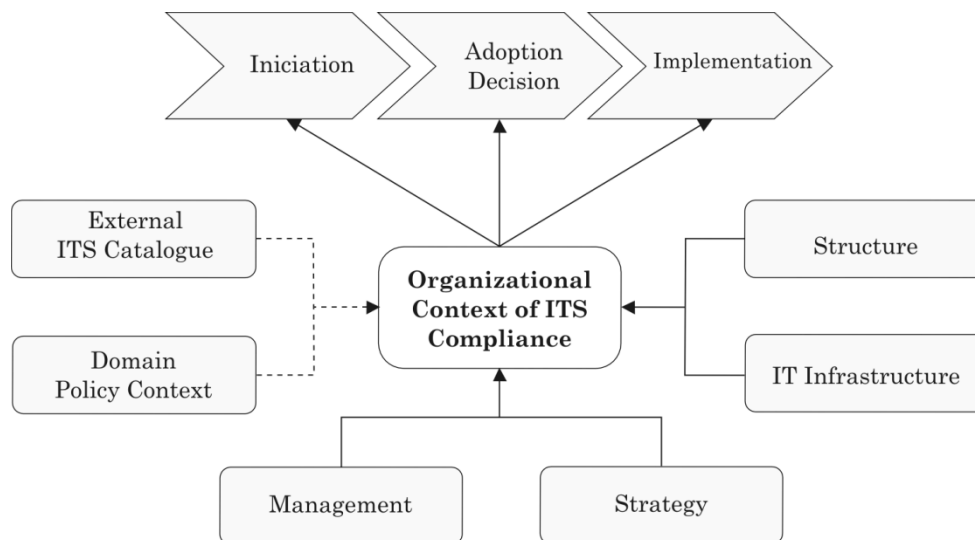 Iniciation
Adoption
Decision
Implementation
External
ITS Catalogue
Structure
Organizational
Context of ITS
Compliance
Domain
Policy Context
IT Infrastructure
Management
Strategy